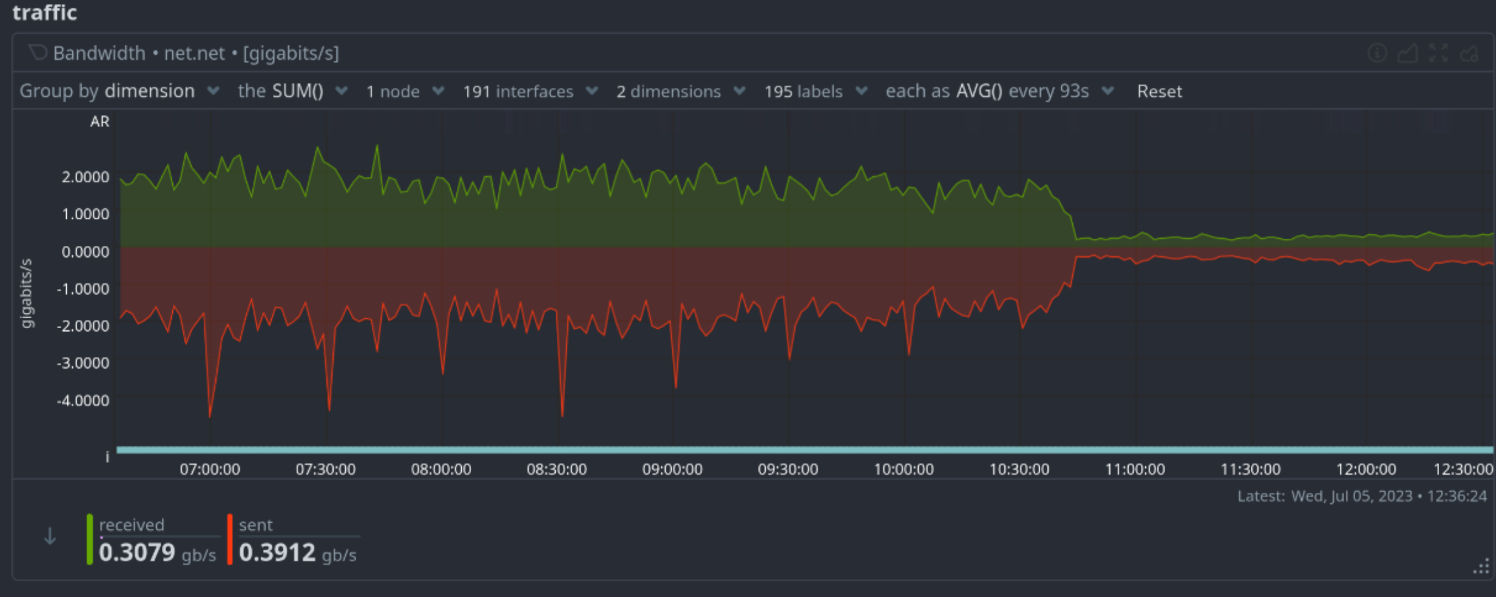 traffic
Bandwidth • net.net • [gigabits/s]
Group by dimension the SUM() 1 node 191 interfaces 2 dimensions 195 labels each as AVG() every 93s Reset
AR
2.0000
1.0000
0.0000
-1.0000
-2.0000
-3.0000
-4.0000
gigabits/s
i
07:00:00 07:30:00 08:00:00 08:30:00 09:00:00 09:30:00 10:00:00 10:30:00 11:00:00 11:30:00 12:00:00 12:30:00
Latest: Wed, Jul 05, 2023 • 12:36:24
received sent
0.3079 gb/s 0.3912 gb/s